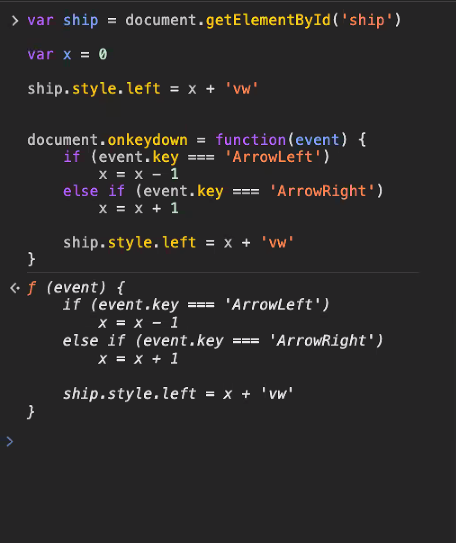 > var ship = document.getElementById('ship')
var x = 0
ship.style.left = x + 'vw'
document.onkeydown = function(event) {
    if (event.key === 'ArrowLeft')
        x = x - 1
    else if (event.key === 'ArrowRight')
        x = x + 1
    ship.style.left = x + 'vw'
}
ƒ (event) {
    if (event.key === 'ArrowLeft')
        x = x - 1
    else if (event.key === 'ArrowRight')
        x = x + 1
    ship.style.left = x + 'vw'
}
>